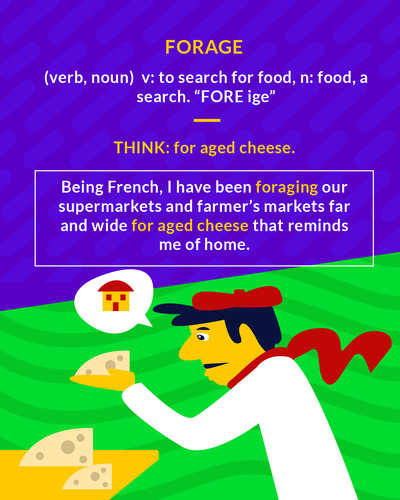 FORAGE
(verb, noun)  v: to search for food, n: food, a
search. “FORE ige”
THINK: for aged cheese.
Being French, I have been foraging our
supermarkets and farmer’s markets far
and wide for aged cheese that reminds
me of home.